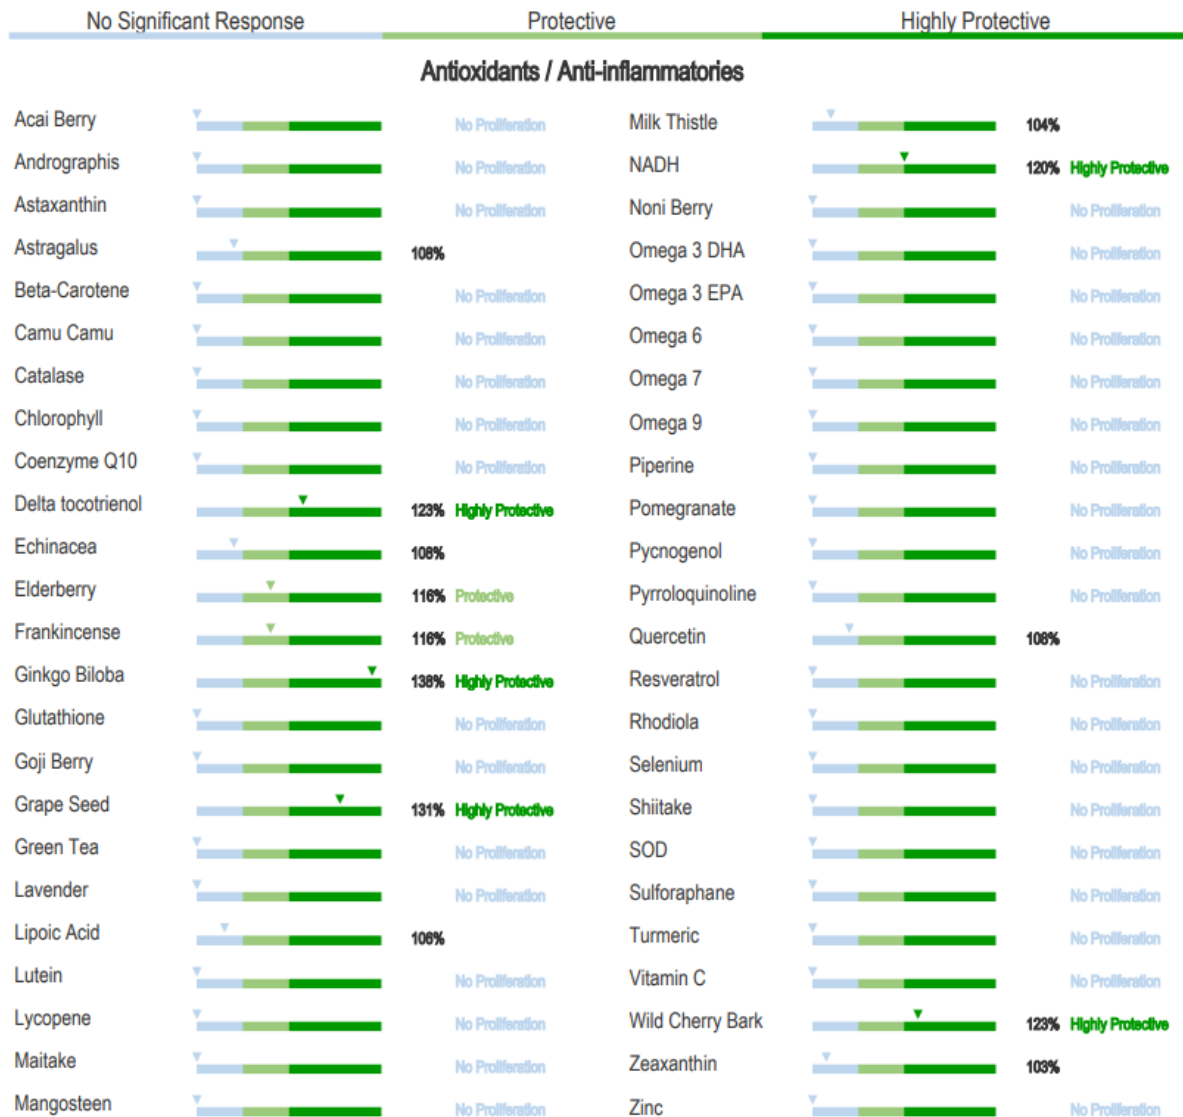 No Significant Response Protective Highly Protective
Antioxidants / Anti-inflammatories
Acai Berry No Proliferation
Andrographis No Proliferation
Astaxanthin No Proliferation
Astragalus 108%
Beta-Carotene No Proliferation
Camu Camu No Proliferation
Catalase No Proliferation
Chlorophyll No Proliferation
Coenzyme Q10 No Proliferation
Delta tocotrienol 123% Highly Protective
Echinacea 108%
Elderberry 116% Protective
Frankincense 116% Protective
Ginkgo Biloba 138% Highly Protective
Glutathione No Proliferation
Goji Berry No Proliferation
Grape Seed 131% Highly Protective
Green Tea No Proliferation
Lavender No Proliferation
Lipoic Acid 106%
Lutein No Proliferation
Lycopene No Proliferation
Maitake No Proliferation
Mangosteen No Proliferation
Milk Thistle 104%
NADH 120% Highly Protective
Noni Berry No Proliferation
Omega 3 DHA No Proliferation
Omega 3 EPA No Proliferation
Omega 6 No Proliferation
Omega 7 No Proliferation
Omega 9 No Proliferation
Piperine No Proliferation
Pomegranate No Proliferation
Pycnogenol No Proliferation
Pyrroloquinoline No Proliferation
Quercetin 108%
Resveratrol No Proliferation
Rhodiola No Proliferation
Selenium No Proliferation
Shiitake No Proliferation
SOD No Proliferation
Sulforaphane No Proliferation
Turmeric No Proliferation
Vitamin C No Proliferation
Wild Cherry Bark 123% Highly Protective
Zeaxanthin 103%
Zinc No Proliferation